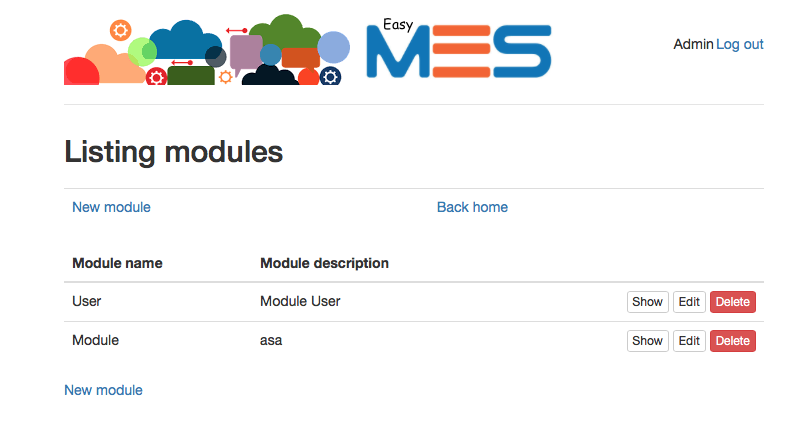 Easy
MES
Admin Log out
Listing modules
New module Back home
Module name Module description
User Module User Show Edit Delete
Module asa Show Edit Delete
New module